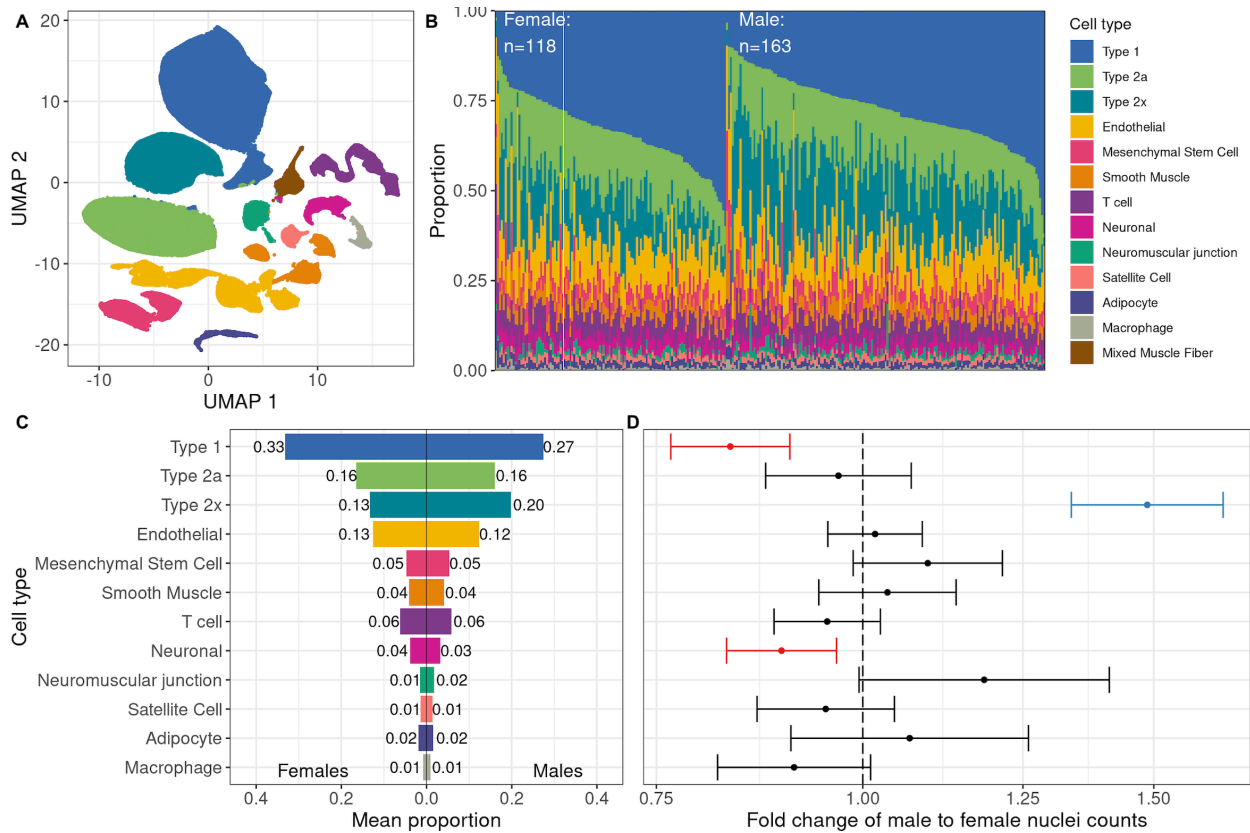 A
20
10
0
-10
-20
UMAP 2
-10
0
10
UMAP 1
B
1.00
0.75
0.50
0.25
0.00
Proportion
Female:
n=118
Male:
n=163
Cell type
Type 1
Type 2a
Type 2x
Endothelial
Mesenchymal Stem Cell
Smooth Muscle
T cell
Neuronal
Neuromuscular junction
Satellite Cell
Adipocyte
Macrophage
Mixed Muscle Fiber
C
Cell type
Type 1 0.33 0.27
Type 2a 0.16 0.16
Type 2x 0.13 0.20
Endothelial 0.13 0.12
Mesenchymal Stem Cell 0.05 0.05
Smooth Muscle 0.04 0.04
T cell 0.06 0.06
Neuronal 0.04 0.03
Neuromuscular junction 0.01 0.02
Satellite Cell 0.01 0.01
Adipocyte 0.02 0.02
Macrophage 0.01 0.01
Females Males
0.4 0.2 0.0 0.2 0.4
Mean proportion
D
0.75 1.00 1.25 1.50
Fold change of male to female nuclei counts